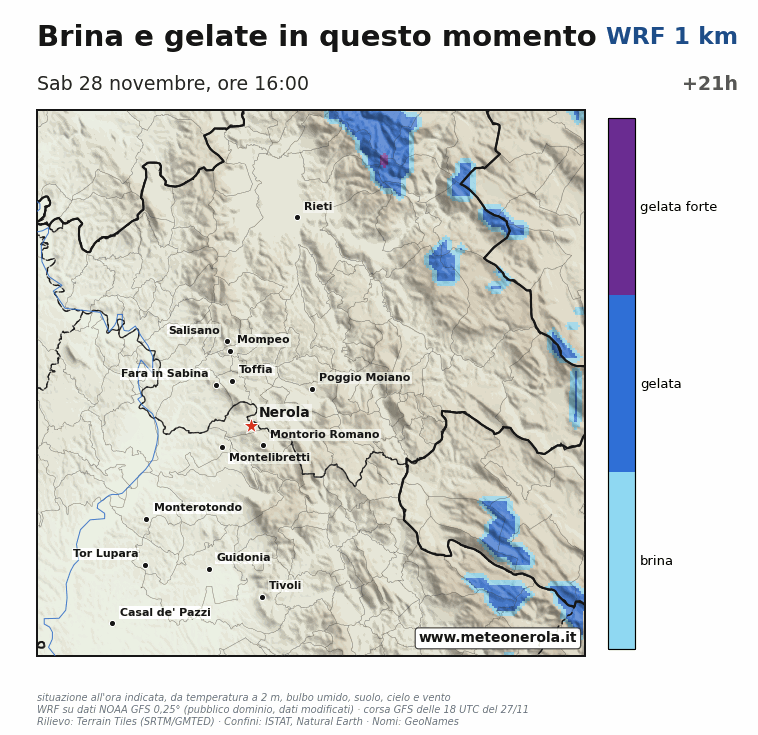 Brina e gelate in questo momento WRF 1 km
Sab 28 novembre, ore 16:00 +21h
Rieti
Salisano
Mompeo
Fara in Sabina
Toffia
Poggio Moiano
Nerola
Montorio Romano
Montelibretti
Monterotondo
Tor Lupara
Guidonia
Tivoli
Casal de' Pazzi
www.meteonerola.it
gelata forte
gelata
brina
situazione all'ora indicata, da temperatura a 2 m, bulbo umido, suolo, cielo e vento
WRF su dati NOAA GFS 0,25° (pubblico dominio, dati modificati) · corsa GFS delle 18 UTC del 27/11
Rilievo: Terrain Tiles (SRTM/GMTED) · Confini: ISTAT, Natural Earth · Nomi: GeoNames